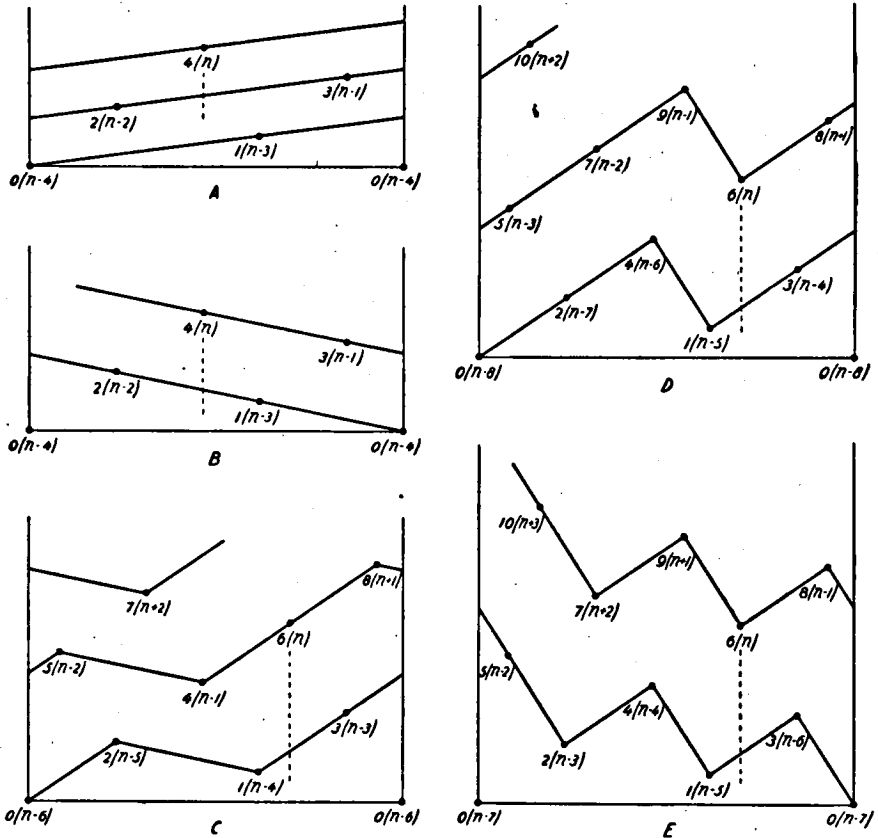 4(n)
3(n-1)
2(n-2)
1(n-3)
0(n-4)
0(n-4)
A
4(n)
3(n-1)
2(n-2)
1(n-3)
0(n-4)
0(n-4)
B
7(n+2)
8(n+1)
6(n)
5(n-2)
4(n-1)
3(n-3)
2(n-5)
1(n-4)
0(n-6)
0(n-6)
C
10(n+2)
9(n-1)
8(n+1)
7(n-2)
6(n)
5(n-3)
4(n-6)
3(n-4)
2(n-7)
1(n-5)
0(n-8)
0(n-8)
D
10(n+3)
9(n+1)
8(n-1)
7(n+2)
6(n)
5(n-2)
4(n-4)
3(n-6)
2(n-3)
1(n-5)
0(n-7)
0(n-7)
E